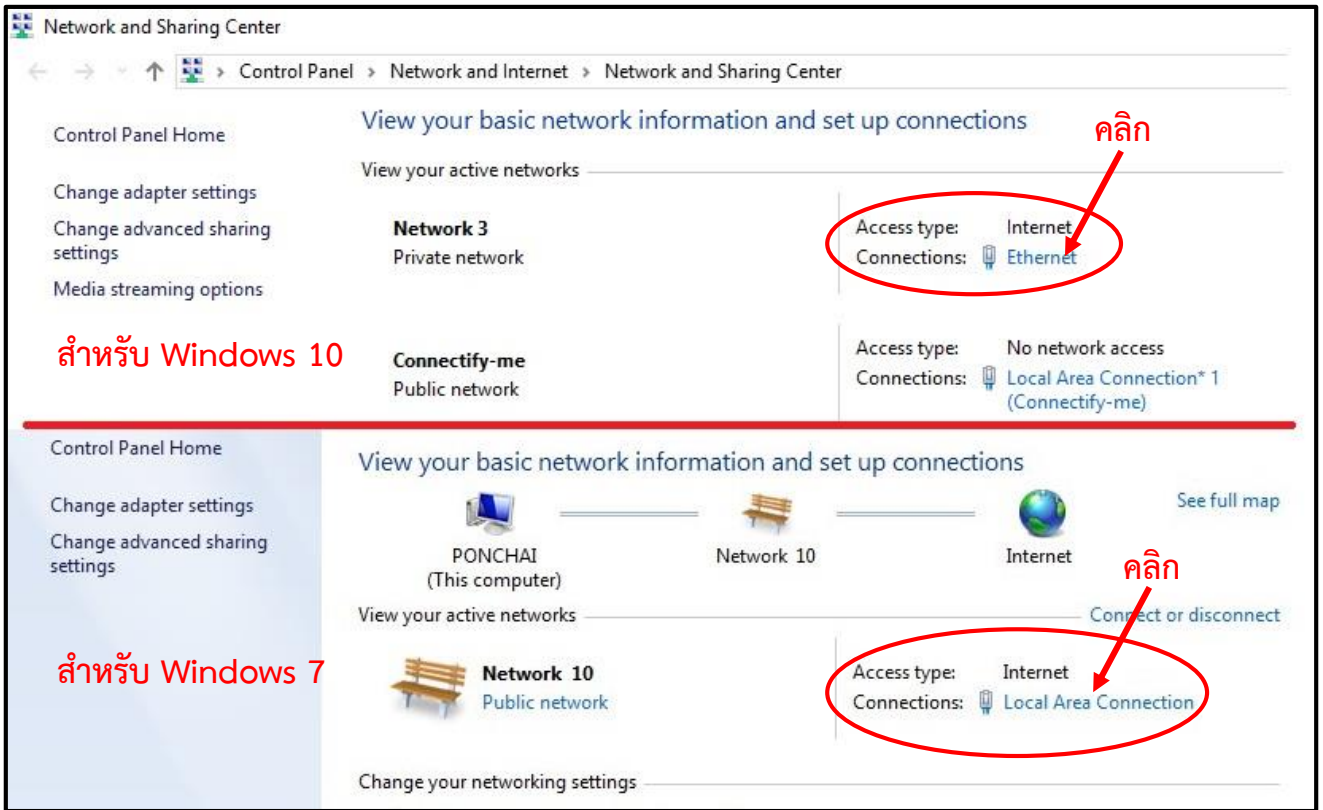 Network and Sharing Center
Control Panel > Network and Internet > Network and Sharing Center
Control Panel Home
Change adapter settings
Change advanced sharing
settings
Media streaming options
สำหรับ Windows 10
View your basic network information and set up connections
คลิก
View your active networks
Network 3
Private network
Access type: Internet
Connections: Ethernet
Connectify-me
Public network
Access type: No network access
Connections: Local Area Connection* 1
(Connectify-me)
Control Panel Home
Change adapter settings
Change advanced sharing
settings
สำหรับ Windows 7
View your basic network information and set up connections
See full map
PONCHAI
(This computer)
Network 10
Internet
คลิก
View your active networks
Connect or disconnect
Network 10
Public network
Access type: Internet
Connections: Local Area Connection
Change your networking settings